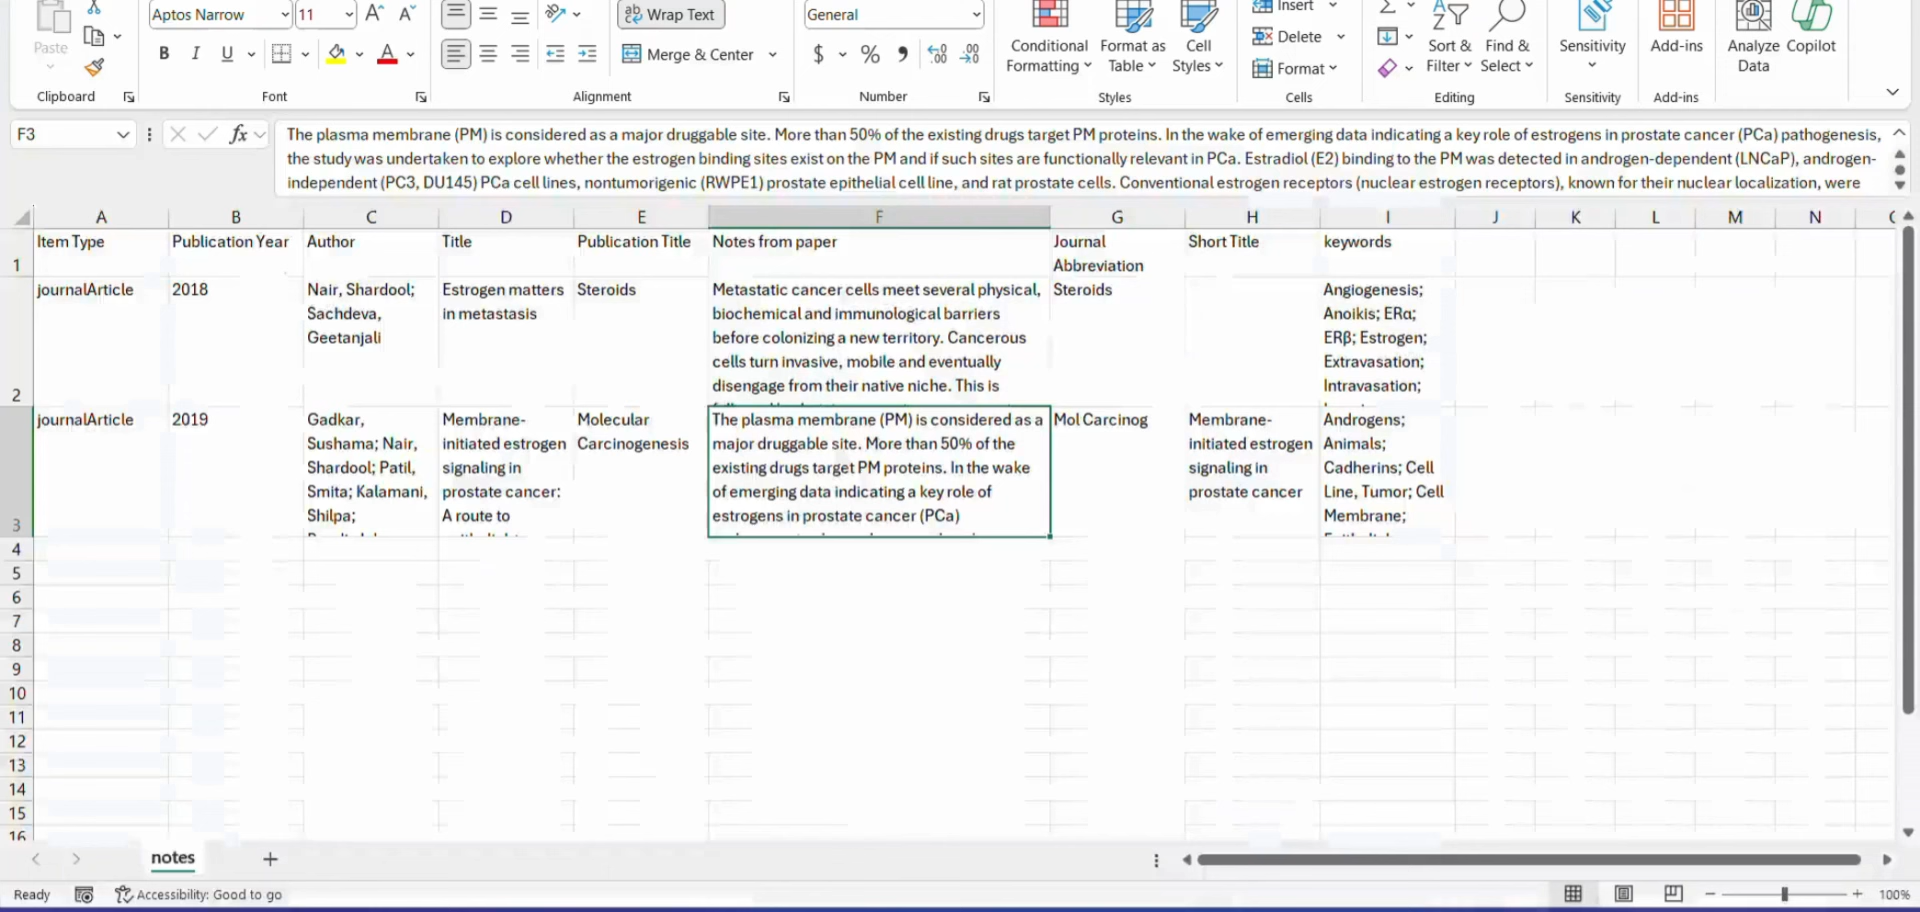 Paste
Clipboard
Aptos Narrow
11
B I U
Font
Wrap Text
Merge & Center
Alignment
General
$ %
Number
Conditional Formatting
Format as Table
Cell Styles
Styles
Insert
Delete
Format
Cells
Sort & Filter
Find & Select
Editing
Sensitivity
Sensitivity
Add-ins
Add-ins
Analyze Data
Copilot
F3
fx
The plasma membrane (PM) is considered as a major druggable site. More than 50% of the existing drugs target PM proteins. In the wake of emerging data indicating a key role of estrogens in prostate cancer (PCa) pathogenesis,
the study was undertaken to explore whether the estrogen binding sites exist on the PM and if such sites are functionally relevant in PCa. Estradiol (E2) binding to the PM was detected in androgen-dependent (LNCaP), androgen-
independent (PC3, DU145) PCa cell lines, nontumorigenic (RWPE1) prostate epithelial cell line, and rat prostate cells. Conventional estrogen receptors (nuclear estrogen receptors), known for their nuclear localization, were
A B C D E F G H I J K L M N
1
Item Type
Publication Year
Author
Title
Publication Title
Notes from paper
Journal
Abbreviation
Short Title
keywords
2
journalArticle
2018
Nair, Shardool;
Sachdeva,
Geetanjali
Estrogen matters
in metastasis
Steroids
Metastatic cancer cells meet several physical,
biochemical and immunological barriers
before colonizing a new territory. Cancerous
cells turn invasive, mobile and eventually
disengage from their native niche. This is
Steroids
Angiogenesis;
Anoikis; ERα;
ERβ; Estrogen;
Extravasation;
Intravasation;
3
journalArticle
2019
Gadkar,
Sushama; Nair,
Shardool; Patil,
Smita; Kalamani,
Shilpa;
Membrane-
initiated estrogen
signaling in
prostate cancer:
A route to
Molecular
Carcinogenesis
The plasma membrane (PM) is considered as a
major druggable site. More than 50% of the
existing drugs target PM proteins. In the wake
of emerging data indicating a key role of
estrogens in prostate cancer (PCa)
Mol Carcinog
Membrane-
initiated estrogen
signaling in
prostate cancer
Androgens;
Animals;
Cadherins; Cell
Line, Tumor; Cell
Membrane;
4
5
6
7
8
9
10
11
12
13
14
15
16
notes
Ready
Accessibility: Good to go
100%